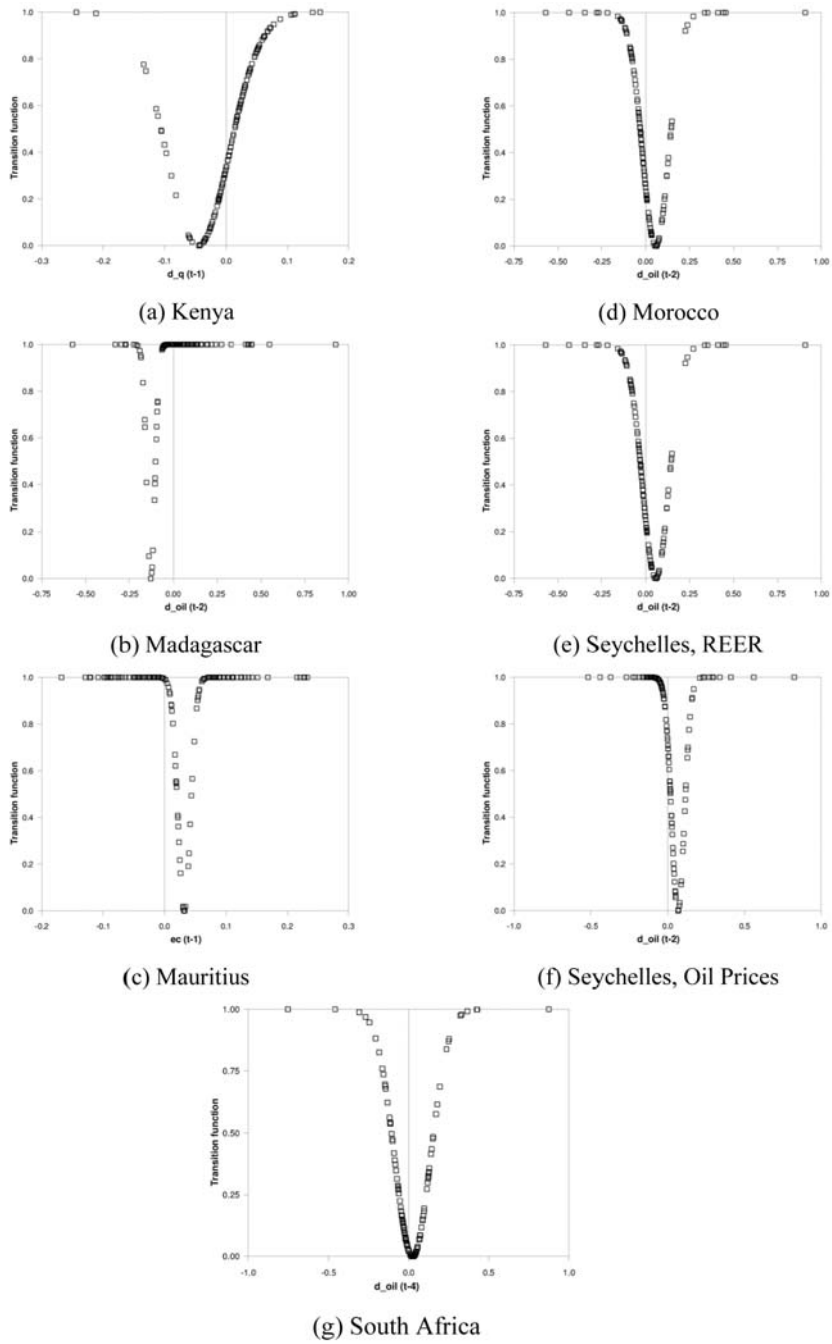 Transition function
1.0
0.8
0.6
0.4
0.2
0.0
-0.3 -0.2 -0.1 0.0 0.1 0.2
d_q (t-1)
(a) Kenya
Transition function
1.0
0.8
0.6
0.4
0.2
0.0
-0.75 -0.50 -0.25 0.00 0.25 0.50 0.75 1.00
d_oil (t-2)
(d) Morocco
Transition function
1.0
0.8
0.6
0.4
0.2
0.0
-0.75 -0.50 -0.25 0.00 0.25 0.50 0.75 1.00
d_oil (t-2)
(b) Madagascar
Transition function
1.0
0.8
0.6
0.4
0.2
0.0
-0.75 -0.50 -0.25 0.00 0.25 0.50 0.75 1.00
d_oil (t-2)
(e) Seychelles, REER
Transition function
1.0
0.8
0.6
0.4
0.2
0.0
-0.2 -0.1 0.0 0.1 0.2 0.3
ec (t-1)
(c) Mauritius
Transition function
1.0
0.8
0.6
0.4
0.2
0.0
-1.0 -0.5 0.0 0.5 1.0
d_oil (t-2)
(f) Seychelles, Oil Prices
Transition function
1.00
0.75
0.50
0.25
0.00
-1.0 -0.5 0.0 0.5 1.0
d_oil (t-4)
(g) South Africa